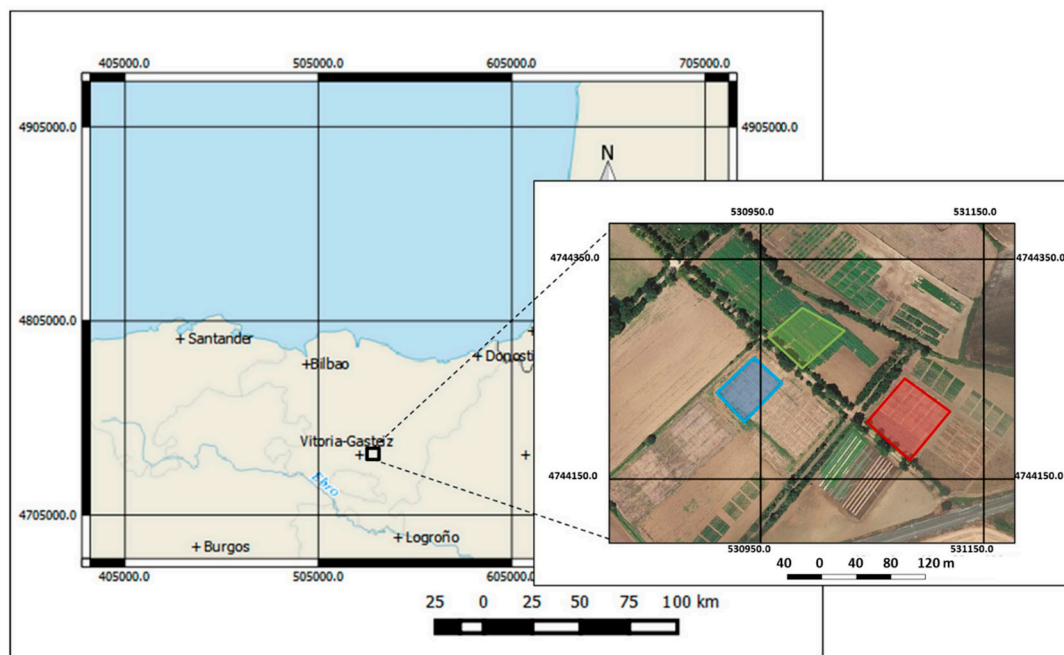 405000.0 505000.0 605000.0 705000.0
4905000.0 4905000.0
N
530950.0 531150.0
4744350.0 4744350.0
4805000.0
Santander
Bilbao
Donosti
Vitoria-Gasteiz
Ebro
4744150.0 4744150.0
4705000.0
Logroño
Burgos
530950.0 531150.0
405000.0 505000.0 605000.0
40 0 40 80 120 m
25 0 25 50 75 100 km